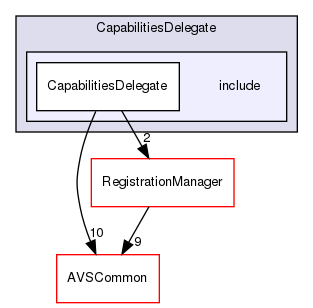 CapabilitiesDelegate
CapabilitiesDelegate
include
2
RegistrationManager
10
9
AVSCommon